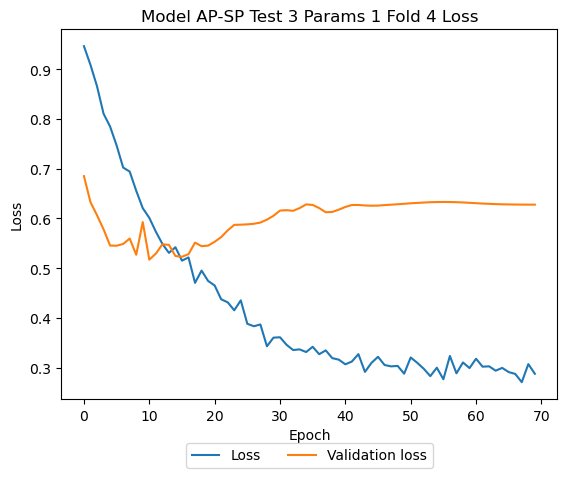 Model AP-SP Test 3 Params 1 Fold 4 Loss
Loss
0.9
0.8
0.7
0.6
0.5
0.4
0.3
0 10 20 30 40 50 60 70
Epoch
Loss Validation loss